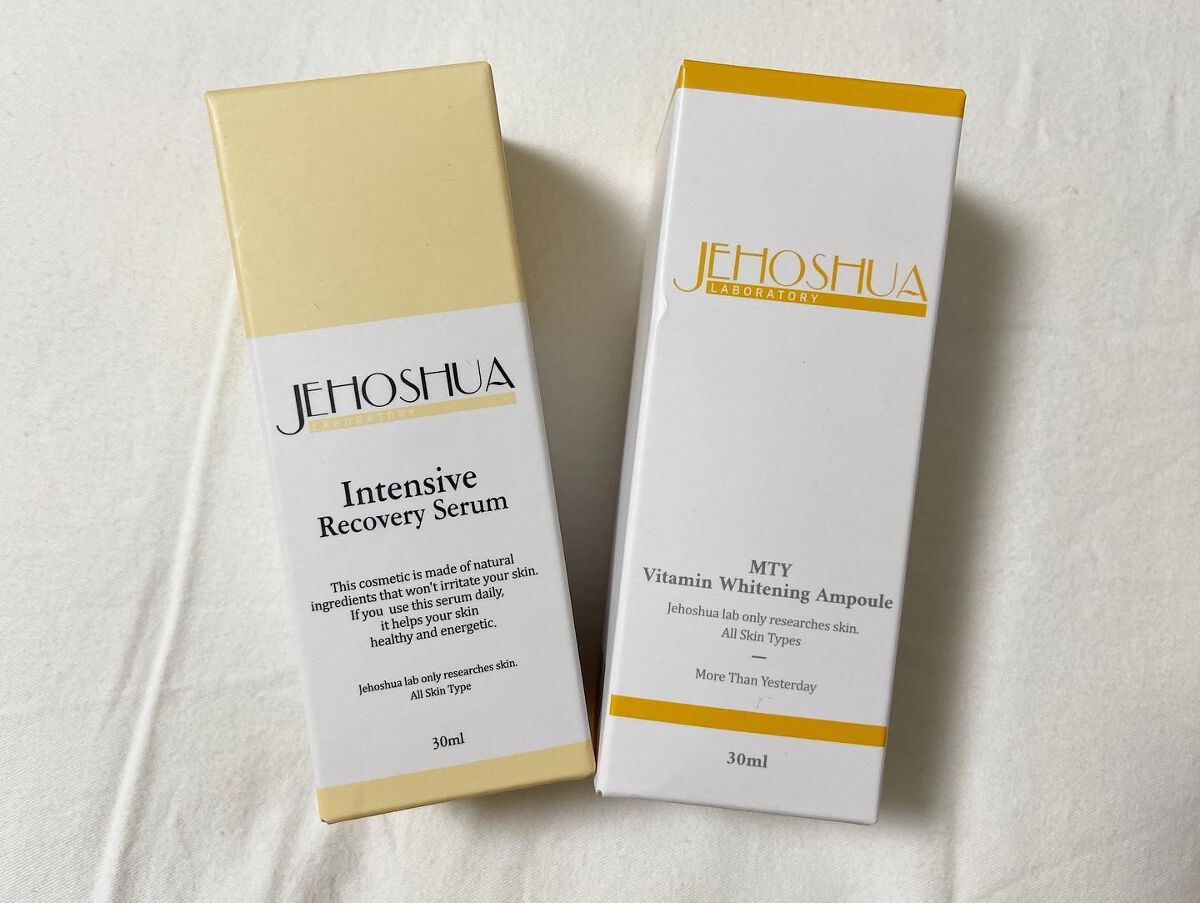 JEHOSHUA
LABORATORY
Intensive
Recovery Serum
This cosmetic is made of natural
ingredients that won't irritate your skin.
If you use this serum daily,
it helps your skin
healthy and energetic.
Jehoshua lab only researches skin.
All Skin Type
30ml
JEHOSHUA
LABORATORY
MTY
Vitamin Whitening Ampoule
Jehoshua lab only researches skin.
All Skin Types
More Than Yesterday
30ml